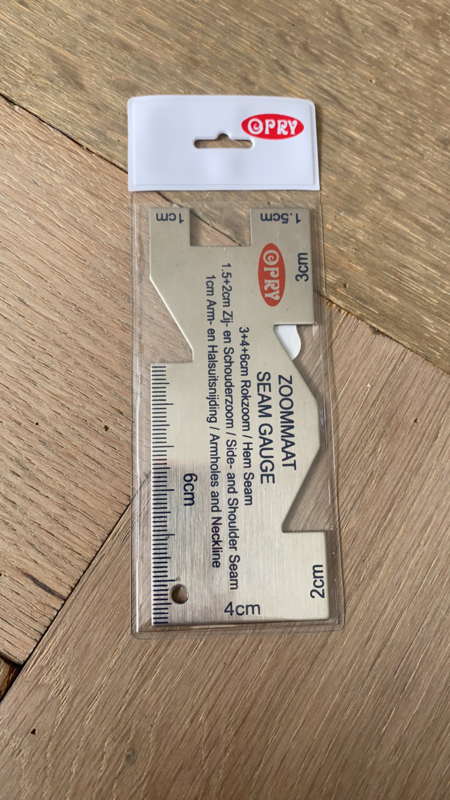 OPRY
1cm
1.5cm
3cm
OPRY
ZOOMMAAT
SEAM GAUGE
3+4+6cm Rokzoom / Hem Seam
1.5+2cm Zij- en Schouderzoom / Side- and Shoulder Seam
1cm Arm- en Halsuitsnijding / Armholes and Neckline
6cm
2cm
4cm